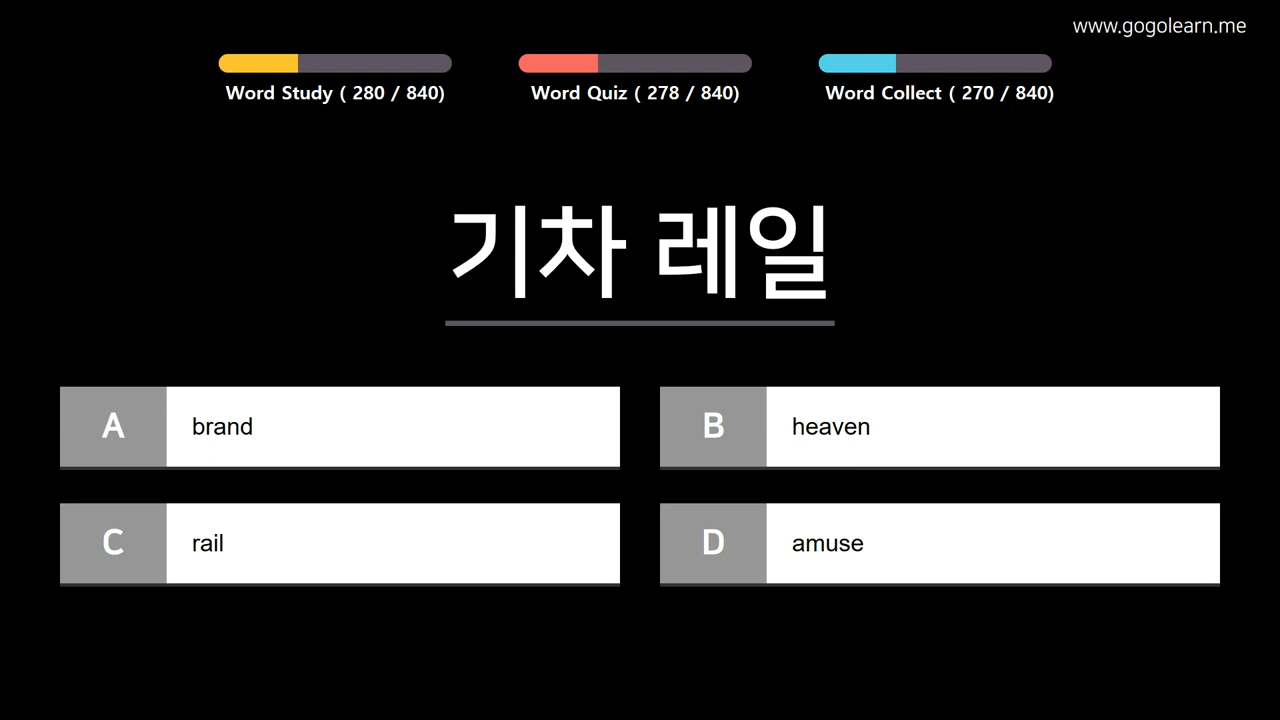 www.gogolearn.me
Word Study ( 280 / 840)
Word Quiz ( 278 / 840)
Word Collect ( 270 / 840)
기차 레일
A brand
B heaven
C rail
D amuse